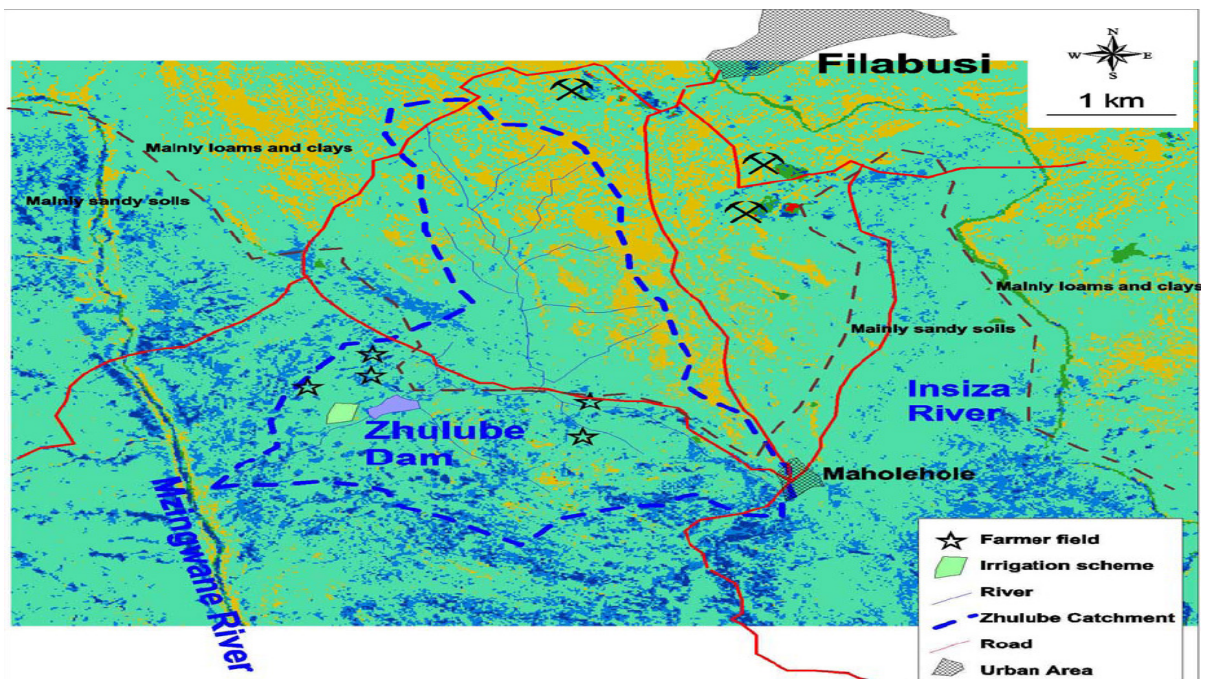 Filabusi
N
W E
S
1 km
Mainly loams and clays
Mainly sandy soils
Mainly loams and clays
Mainly sandy soils
Insiza
River
Zhulube
Dam
Maholehole
Mzingwane River
Farmer field
Irrigation scheme
River
Zhulube Catchment
Road
Urban Area